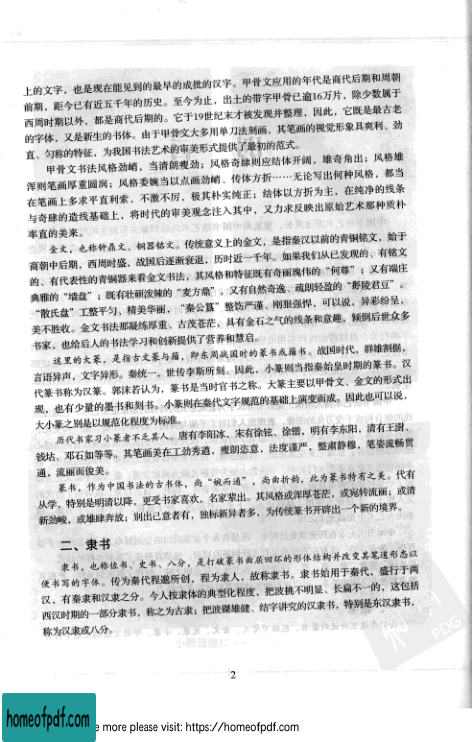 上的文字，也是现在能见到的最早的成批的汉字。甲骨文应用的年代是商代后期和周朝
前期，距今已有近五千年的历史。至今为止，出土的带字甲骨已逾16万片，除少数属于
西周时期以外，都是商代后期的。它于19世纪末才被发现并整理，因此，它既是最古老
的字体，又是新生的书体。由于甲骨文大多用单刀法刻画，其笔画的视觉形象具爽利、劲
直、匀称的特征，为我国书法艺术的审美形式提供了最初的范式。
甲骨文书法风格劲峭，当清朗瘦劲；风格奇肆则应结体开阔，雄奇角出；风格雄
浑则笔画厚重圆润；风格委婉当以点画劲峭、传体方折……无论写出何种风格，都当
在笔画上多求平直利索，不激不厉，极其朴实纯正；结体以方折为主，在纯净的线条
与奇肆的造线基础上，将时代的审美观念注入其中，又力求反映出原始艺术那种质朴
率直的美来。
金文，也称钟鼎文、铜器铭文。传统意义上的金文，是指秦汉以前的青铜铭文，始于
商朝中后期，西周时盛，战国后逐渐衰退，历时近一千年。如果我们从已发现的、有铭文
的、有代表性的青铜器来看金文书法，其风格和特征既有奇丽瑰伟的“何尊”；又有端庄
典雅的“墙盘”；既有壮硕泼辣的“麦方鼎”，又有自然奇逸、疏朗轻盈的“郾陵君豆”。
“散氏盘”工整平匀，精美华丽，“秦公簋”整饬严谨、刚狠强悍，可以说，异彩纷呈，
美不胜收。金文书法那凝练厚重、古茂苍茫，具有金石之气的线条和意趣，倾倒后世众多
书家，也给后人的书法学习和创新提供了营养和慧启。
这里的大篆，是指古文篆与籀，即东周战国时的篆书或籀书。战国时代，群雄割据，
言语异声，文字异形。秦统一，世传李斯所刻。因此，小篆则当指秦始皇时期的篆书。汉
代篆书称为汉篆。郭沫若认为，篆书是当时官书之称。大篆主要以甲骨文、金文的形式出
现，也有少量的墨书和刻书。小篆则在秦代文字规范的基础上演变而成。因此也可以说，
大小篆之别是以规范化程度为标准。
历代书家习小篆者不乏其人。唐有李阳冰、宋有徐铉、徐锴，明有李东阳，清有王澍、
钱坫、邓石如等等。其笔画美在工劲秀遒，瘦朗恣意，法度谨严，整肃静穆，笔姿流畅贯
通，流丽而俊美。
篆书，作为中国书法的古书体，尚“婉而通”，尚曲折韵，此为篆书特有之美。代有
从学，特别是明清以降，更受书家喜欢，名家辈出。其风格或浑厚苍茫，或宛转流丽；或清
新劲峻，或雄肆奔放；别出己意者有，独标新异者多，为传统篆书开辟出一个新的境界。
二、隶书
隶书，也称佐书、史书、八分，是打破篆书曲屈回环的形体结构并改变其笔道形态以
便书写的字体。传为秦代程邈所创，程为隶人，故称隶书。隶书始用于秦代，盛行于两
汉，有秦隶和汉隶之分。今人按隶体的典型化程度，把波挑不明显、长扁不一的，这包括
西汉时期的一部分隶书，称之为古隶；把波磔雄健、结字讲究的汉隶书，特别是东汉隶书，
称为汉隶或八分。
2
PDG
homeofpdf.com
e more please visit: https://homeofpdf.com